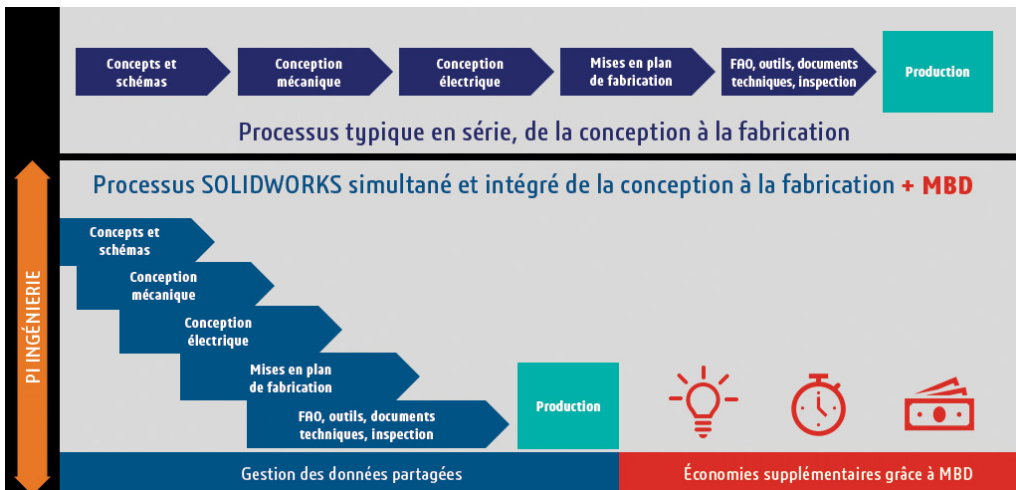 Concepts et
schémas
Conception
mécanique
Conception
électrique
Mises en plan
de fabrication
FAO, outils, documents
techniques, inspection
Production
Processus typique en série, de la conception à la fabrication
Processus SOLIDWORKS simultané et intégré de la conception à la fabrication + MBD
PI INGÉNIERIE
Concepts et
schémas
Conception
mécanique
Conception
électrique
Mises en plan
de fabrication
FAO, outils, documents
techniques, inspection
Production
Gestion des données partagées
Économies supplémentaires grâce à MBD